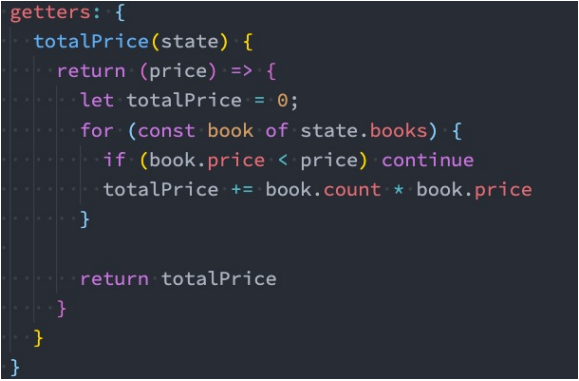 getters: {
  totalPrice(state) {
    return (price) => {
      let totalPrice = 0;
      for (const book of state.books) {
        if (book.price < price) continue
        totalPrice += book.count * book.price
      }

      return totalPrice
    }
  }
}